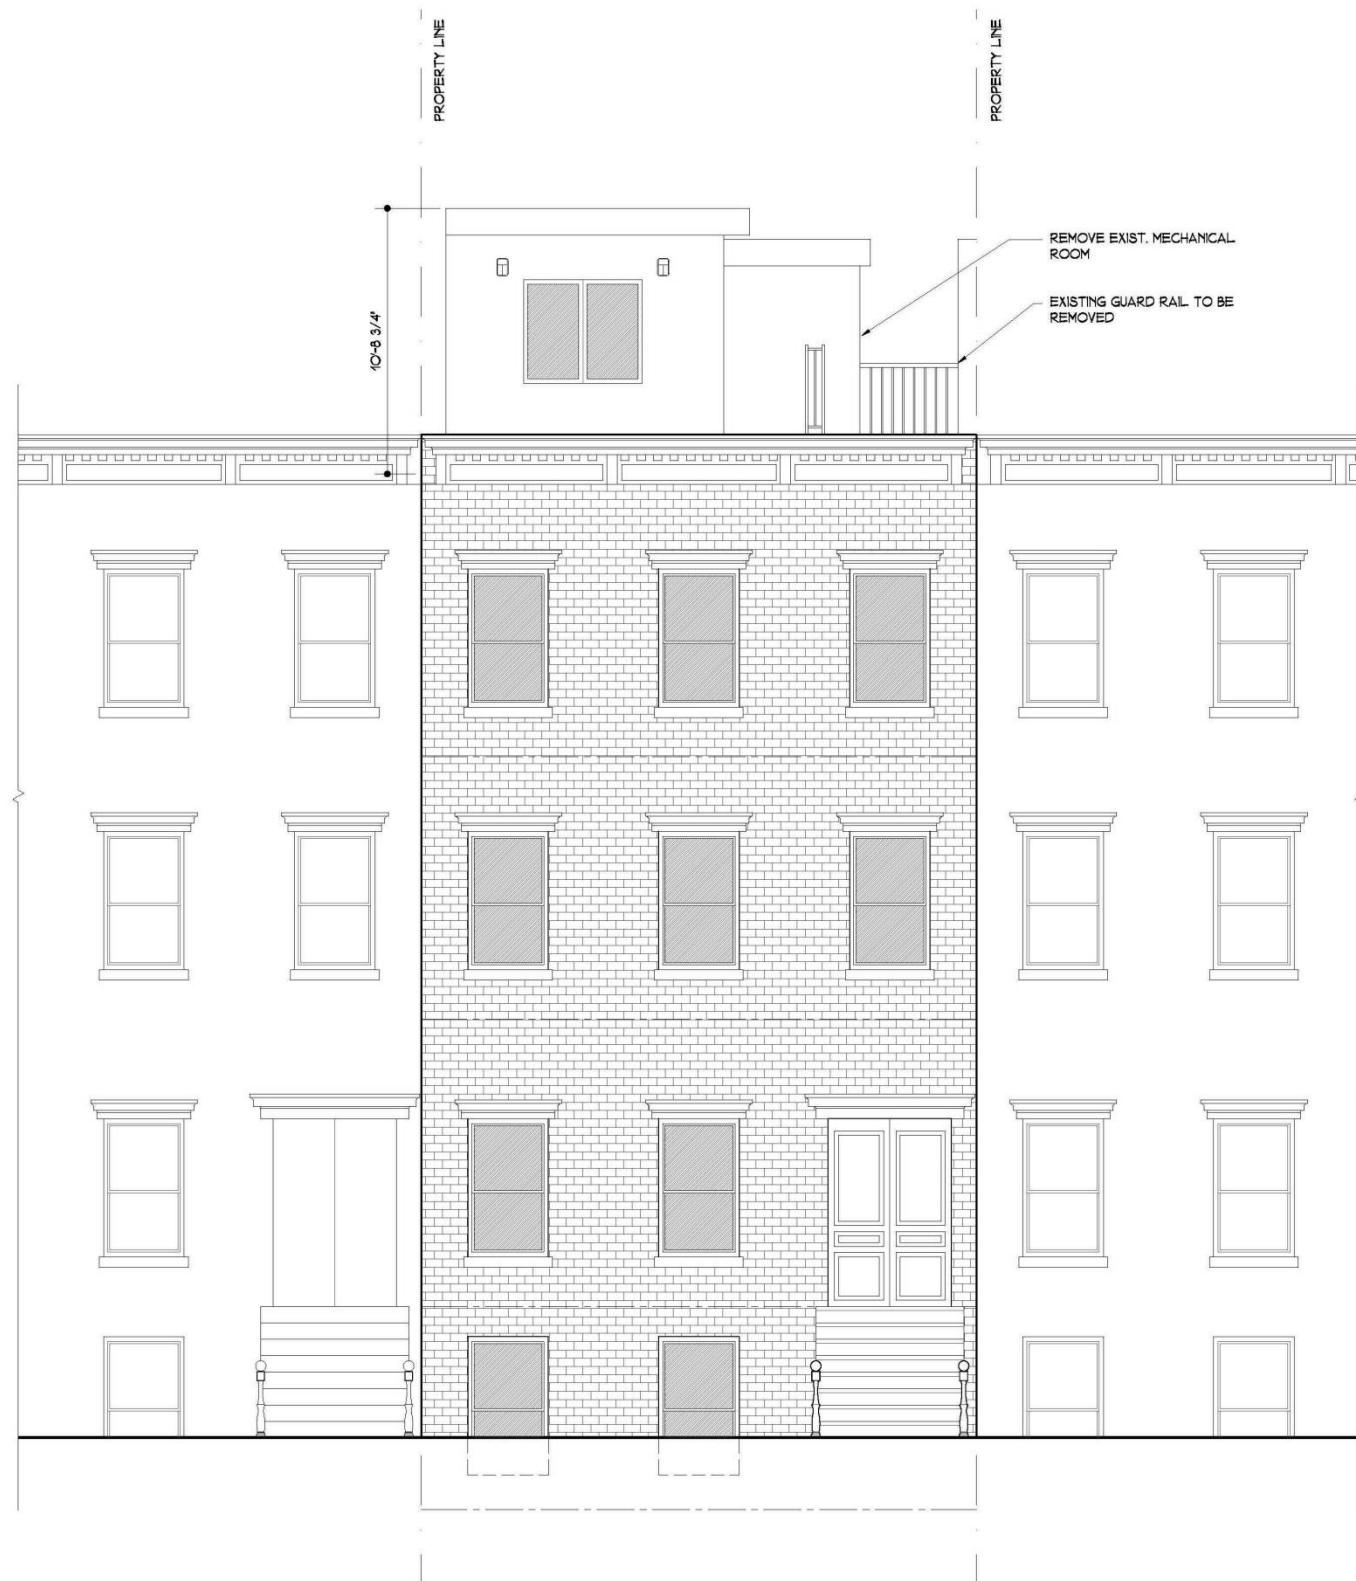 PROPERTY LINE
PROPERTY LINE
REMOVE EXIST. MECHANICAL
ROOM
EXISTING GUARD RAIL TO BE
REMOVED
10'-8 3/4"